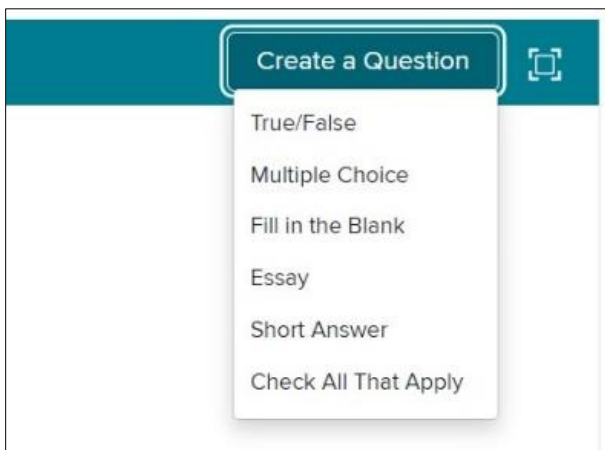 Create a Question
True/False
Multiple Choice
Fill in the Blank
Essay
Short Answer
Check All That Apply